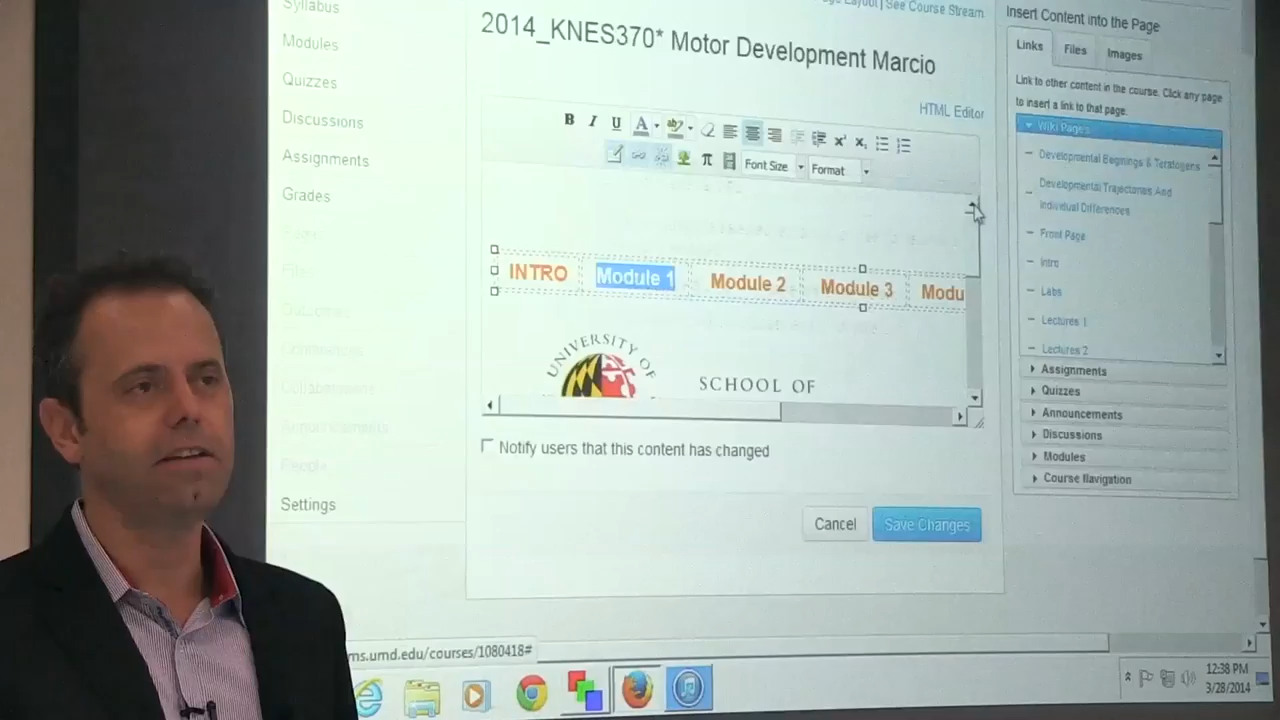 Syllabus
Modules
Quizzes
Discussions
Assignments
Grades
People
Settings
Layout | See Course Stream
2014_KNES370* Motor Development Marcio
HTML Editor
B I U A
Font Size
Format
INTRO Module 1 Module 2 Module 3 Modu
UNIVERSITY OF
SCHOOL OF
Notify users that this content has changed
Cancel
Save Changes
Insert Content into the Page
Links Files Images
Link to other content in the course. Click any page
to insert a link to that page.
Wiki Pages
Developmental Beginings & Teratogens
Developmental Trajectories And
Individual Differences
Front Page
Intro
Labs
Lectures 1
Lectures 2
Assignments
Quizzes
Announcements
Discussions
Modules
Course Navigation
ms.umd.edu/courses/1080418#
12:38 PM
3/28/2014